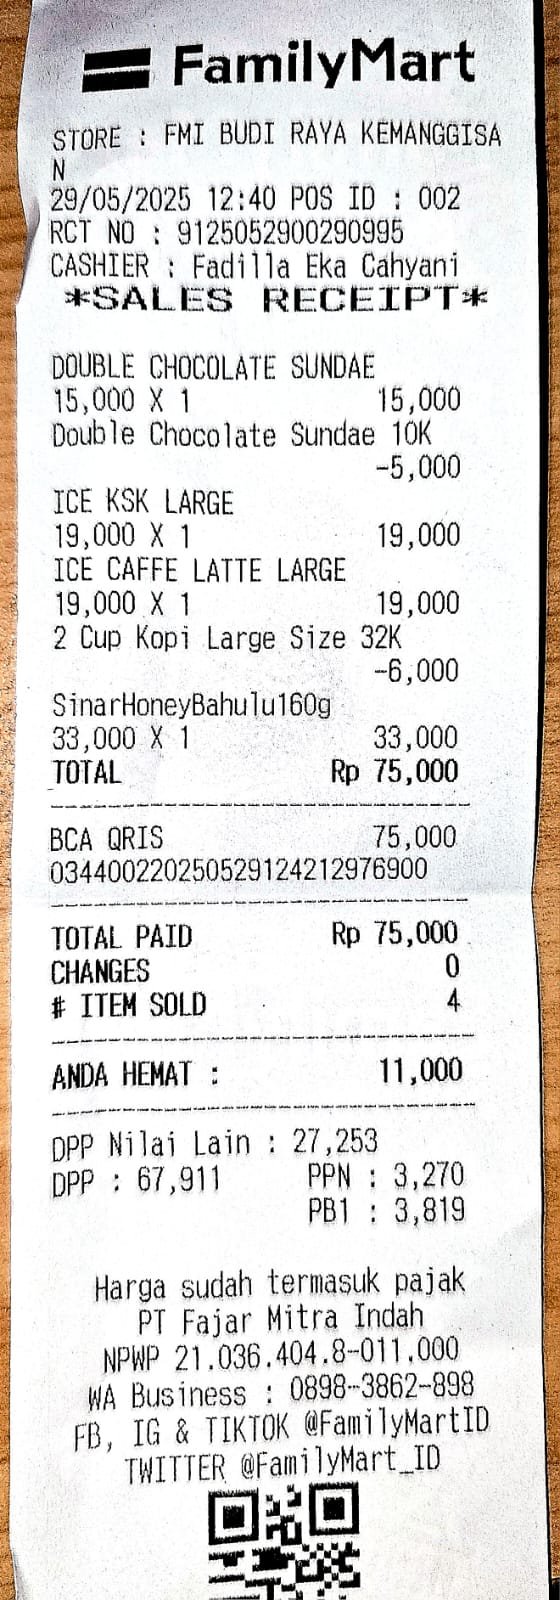 FamilyMart
STORE : FMI BUDI RAYA KEMANGGISA
N
29/05/2025 12:40 POS ID : 002
RCT NO : 9125052900290995
CASHIER : Fadilla Eka Cahyani
*SALES RECEIPT*
DOUBLE CHOCOLATE SUNDAE
15,000 X 1 15,000
Double Chocolate Sundae 10K
-5,000
ICE KSK LARGE
19,000 X 1 19,000
ICE CAFFE LATTE LARGE
19,000 X 1 19,000
2 Cup Kopi Large Size 32K
-6,000
SinarHoneyBahulu160g
33,000 X 1 33,000
TOTAL Rp 75,000
BCA QRIS 75,000
034400220250529124212976900
TOTAL PAID Rp 75,000
CHANGES 0
# ITEM SOLD 4
ANDA HEMAT : 11,000
DPP Nilai Lain : 27,253
DPP : 67,911 PPN : 3,270
PB1 : 3,819
Harga sudah termasuk pajak
PT Fajar Mitra Indah
NPWP 21.036.404.8-011.000
WA Business : 0898-3862-898
FB, IG & TIKTOK @FamilyMartID
TWITTER @FamilyMart_ID